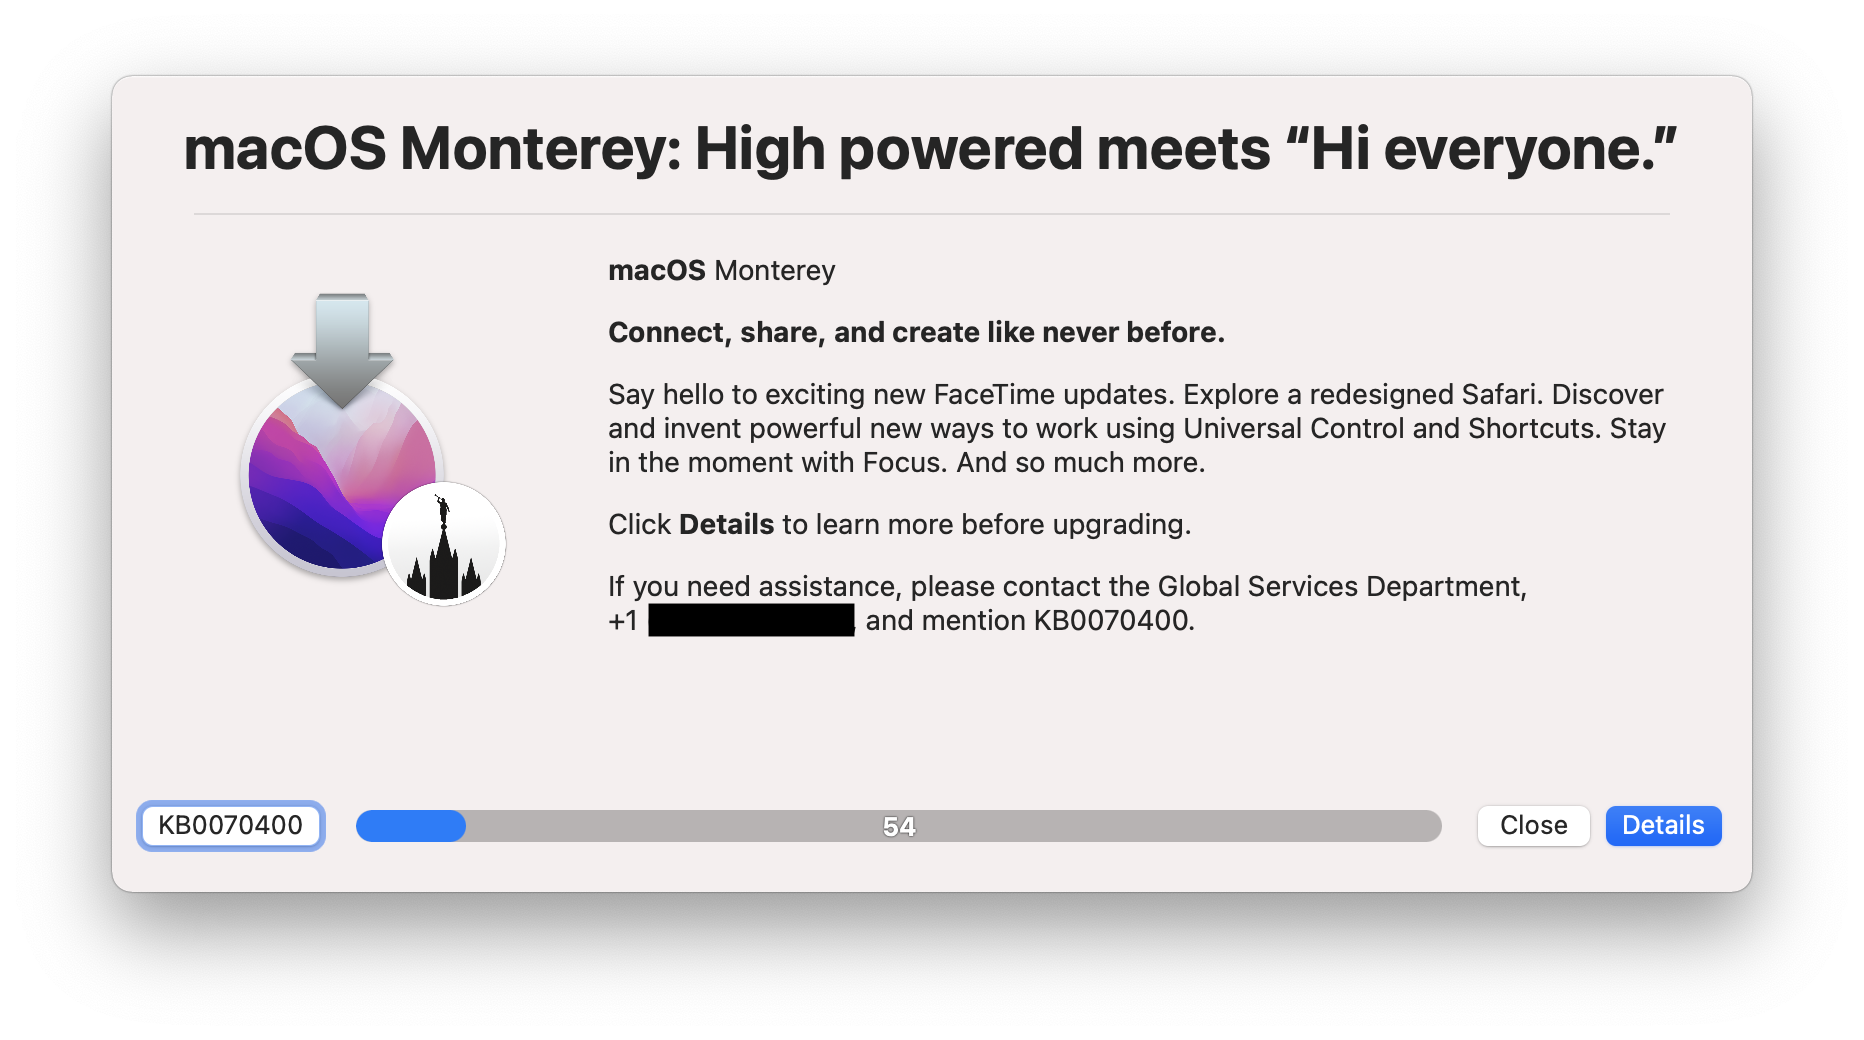 macOS Monterey: High powered meets “Hi everyone.”
macOS Monterey
Connect, share, and create like never before.
Say hello to exciting new FaceTime updates. Explore a redesigned Safari. Discover
and invent powerful new ways to work using Universal Control and Shortcuts. Stay
in the moment with Focus. And so much more.
Click Details to learn more before upgrading.
If you need assistance, please contact the Global Services Department,
+1 and mention KB0070400.
KB0070400 54 Close Details